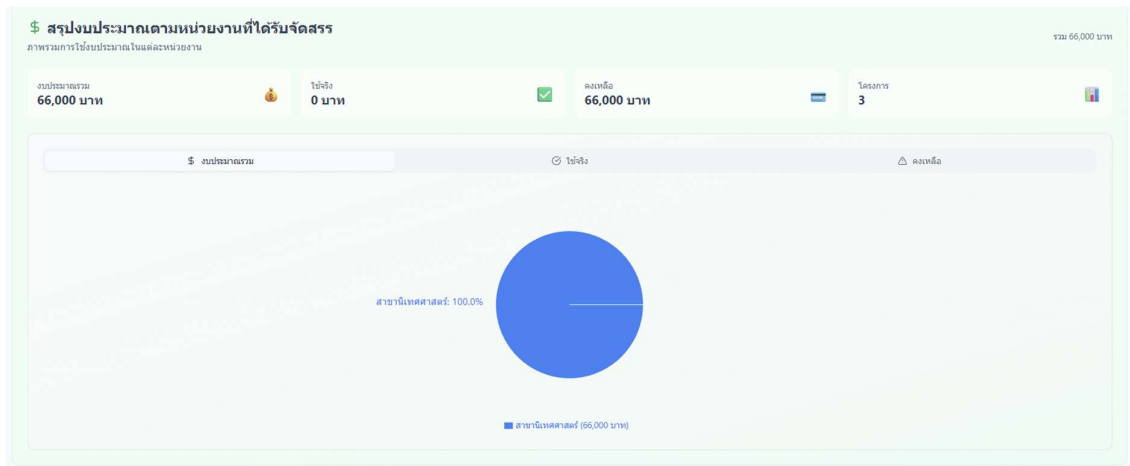 $ สรุปงบประมาณตามหน่วยงานที่ได้รับจัดสรร
ภาพรวมการใช้งบประมาณในแต่ละหน่วยงาน
รวม 66,000 บาท
งบประมาณรวม
66,000 บาท
ใช้จริง
0 บาท
คงเหลือ
66,000 บาท
โครงการ
3
$ งบประมาณรวม
ใช้จริง
คงเหลือ
สาขานิเทศศาสตร์: 100.0%
สาขานิเทศศาสตร์ (66,000 บาท)